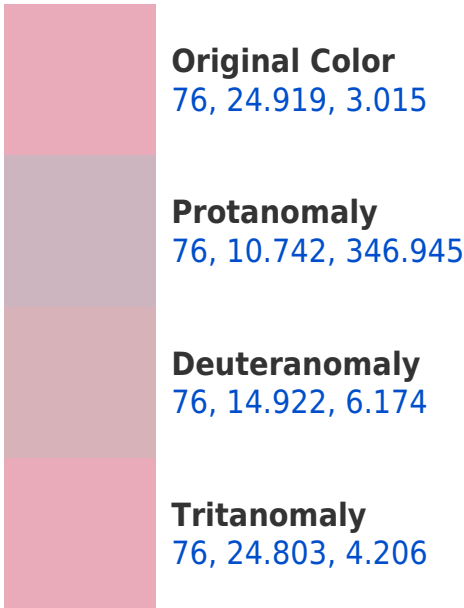 Original Color
76, 24.919, 3.015
Protanomaly
76, 10.742, 346.945
Deuteranomaly
76, 14.922, 6.174
Tritanomaly
76, 24.803, 4.206